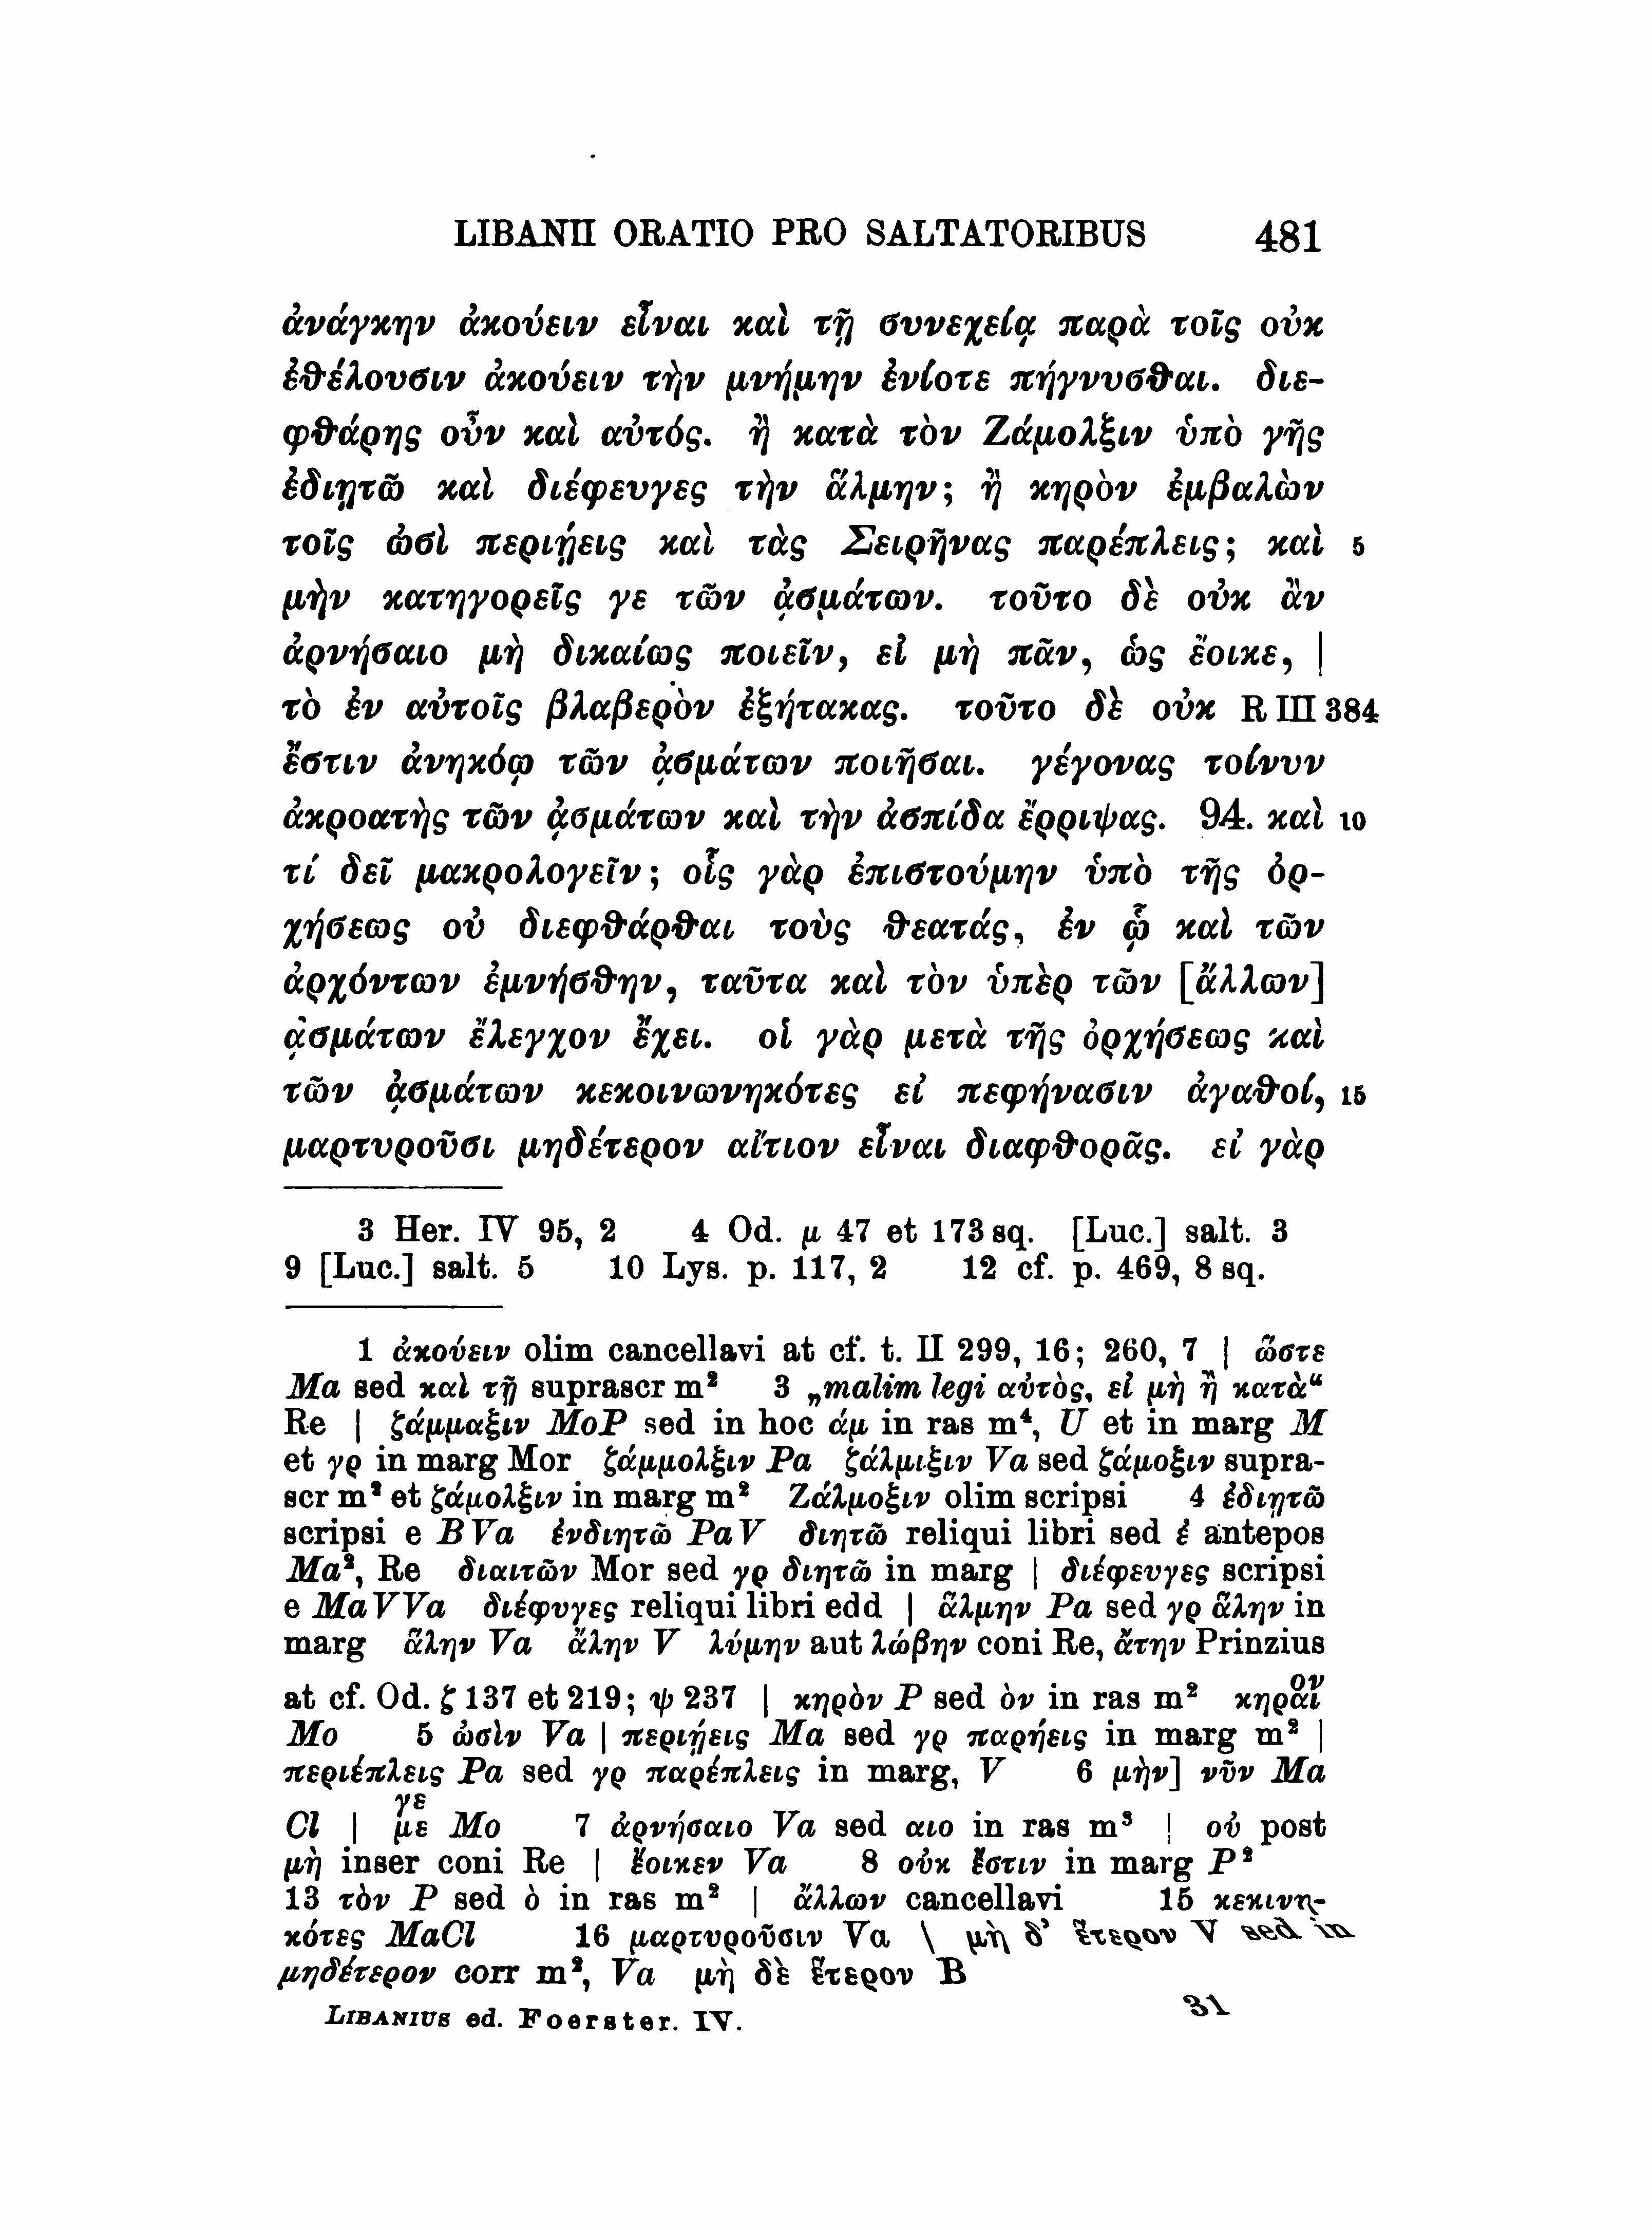 LIBANII ORATIO PRO SALTATORIBUS 481
ἀνάγκην ἀκούειν εἶναι καὶ τῇ συνεχείᾳ παρὰ τοῖς οὐκ
ἐθέλουσιν ἀκούειν τὴν μνήμην ἐνίοτε πήγνυσθαι. διε-
φθάρης οὖν καὶ αὐτός. ἢ κατὰ τὸν Ζάμολξιν ὑπὸ γῆς
ἐδιῃτῶ καὶ διέφευγες τὴν ἅλμην; ἢ κηρὸν ἐμβαλὼν
τοῖς ὠσὶ περιῄεις καὶ τὰς Σειρῆνας παρέπλεις; καὶ 5
μὴν κατηγορεῖς γε τῶν ᾀσμάτων. τοῦτο δὲ οὐκ ἂν
ἀρνήσαιο μὴ δικαίως ποιεῖν, εἰ μὴ πᾶν, ὡς ἔοικε, |
τὸ ἐν αὐτοῖς βλαβερὸν ἐξήτακας. τοῦτο δὲ οὐκ R III 384
ἔστιν ἀνηκόῳ τῶν ᾀσμάτων ποιῆσαι. γέγονας τοίνυν
ἀκροατὴς τῶν ᾀσμάτων καὶ τὴν ἀσπίδα ἔρριψας. 94. καὶ 10
τί δεῖ μακρολογεῖν; οἷς γὰρ ἐπιστούμην ὑπὸ τῆς ὀρ-
χήσεως οὐ διεφθάρθαι τοὺς θεατάς, ἐν ᾧ καὶ τῶν
ἀρχόντων ἐμνήσθην, ταῦτα καὶ τὸν ὑπὲρ τῶν [ἄλλων]
ᾀσμάτων ἔλεγχον ἔχει. οἱ γὰρ μετὰ τῆς ὀρχήσεως καὶ
τῶν ᾀσμάτων κεκοινωνηκότες εἰ πεφήνασιν ἀγαθοί, 15
μαρτυροῦσι μηδέτερον αἴτιον εἶναι διαφθορᾶς. εἰ γὰρ
3 Her. IV 95, 2 4 Od. μ 47 et 173 sq. [Luc.] salt. 3
9 [Luc.] salt. 5 10 Lys. p. 117, 2 12 cf. p. 469, 8 sq.
1 ἀκούειν olim cancellavi at cf. t. II 299, 16; 260, 7 | ὥστε
Ma sed καὶ τῇ suprascr m² 3 „malim legi αὐτὸς, εἰ μὴ ἢ κατὰ“
Re | ζάμμαξιν MoP sed in hoc άμ in ras m⁴, U et in marg M
et γρ in marg Mor ζάμμολξιν Pa ζάλμιξιν Va sed ζάμοξιν supra-
scr m² et ζάμολξιν in marg m² Ζάλμοξιν olim scripsi 4 ἐδιῃτῶ
scripsi e BVa ἐνδιητῶ PaV διητῶ reliqui libri sed ἐ antepos
Ma², Re διαιτῶν Mor sed γρ διητῶ in marg | διέφευγες scripsi
e MaVVa διέφυγες reliqui libri edd | ἅλμην Pa sed γρ ἅλην in
marg ἅλην Va ἄλην V λύμην aut λώβην coni Re, ἄτην Prinzius
at cf. Od. ζ 137 et 219; ψ 237 | κηρὸν P sed ὸν in ras m² κηραὶ ον
Mo 5 ὠσὶν Va | περιῄεις Ma sed γρ παρῄεις in marg m² |
περιέπλεις Pa sed γρ παρέπλεις in marg, V 6 μὴν] νῦν Ma
Cl | με γε Mo 7 ἀρνήσαιο Va sed αιο in ras m³ | οὐ post
μὴ inser coni Re | ἔοικεν Va 8 οὐκ ἔστιν in marg P²
13 τὸν P sed ὸ in ras m² | ἄλλων cancellavi 15 κεκινη-
κότες MaCl 16 μαρτυροῦσιν Va \ μὴ δ’ ἕτερον V sed in
μηδέτερον corr m², Va μὴ δὲ ἕτερον B
LIBANIUS ed. Foerster. IV. 31